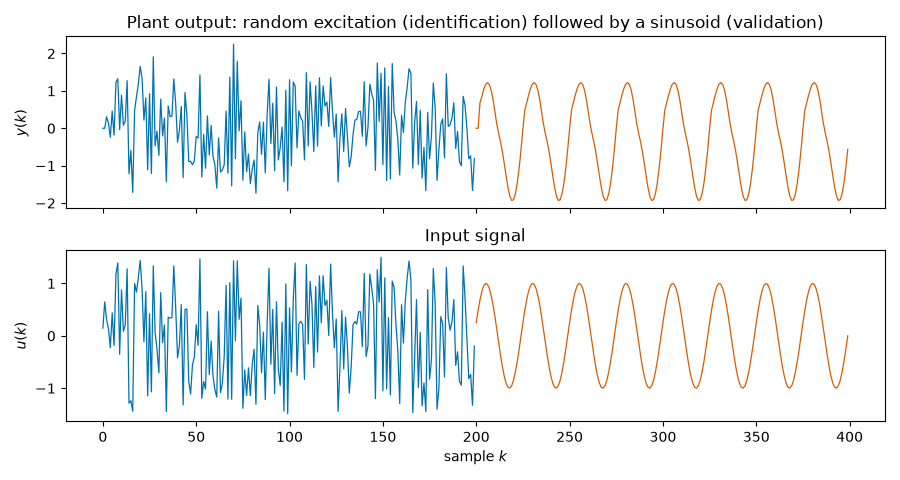 Plant output: random excitation (identification) followed by a sinusoid (validation)
y(k)
2
1
0
−1
−2
Input signal
u(k)
1
0
−1
0 50 100 150 200 250 300 350 400
sample k